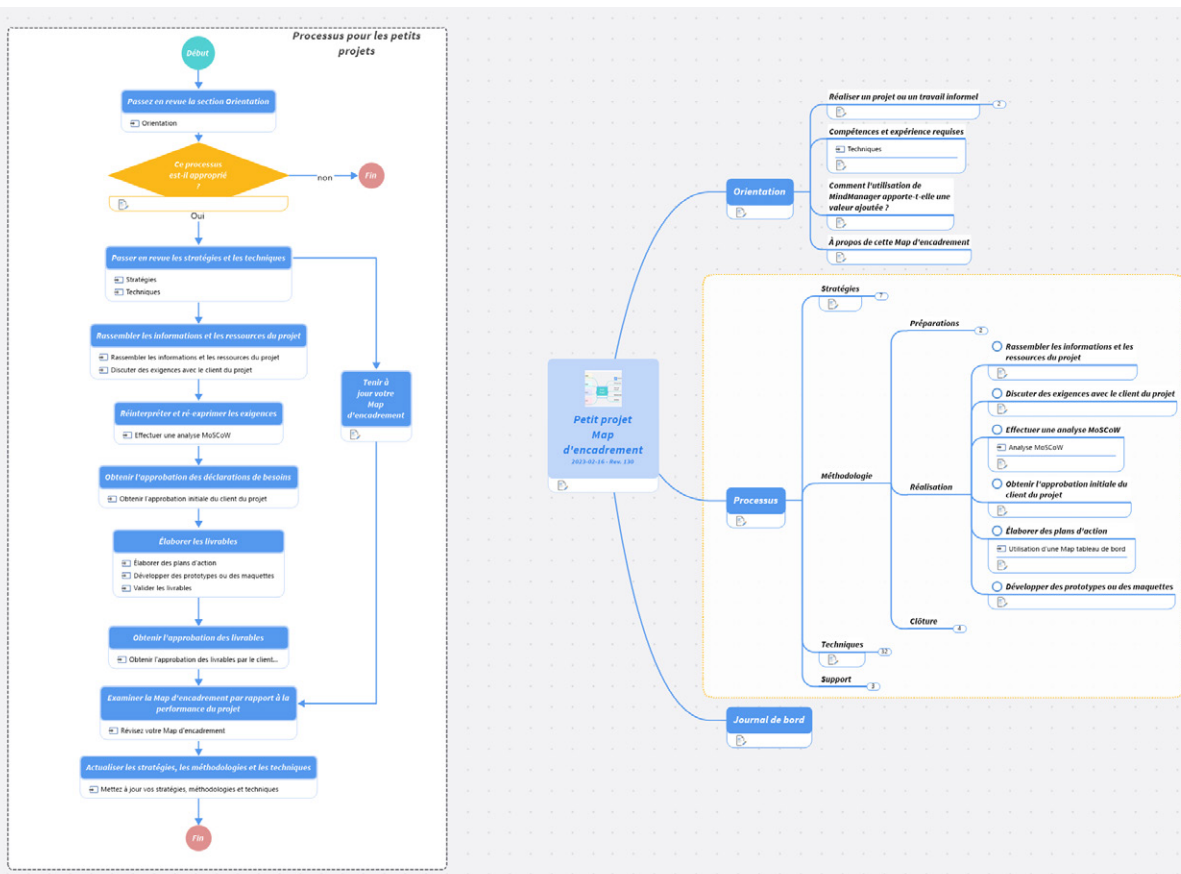 Processus pour les petits
projets
Début
Passez en revue la section Orientation
Orientation
Ce processus
est-il approprié
?
non
Fin
Oui
Passer en revue les stratégies et les techniques
Stratégies
Techniques
Rassembler les informations et les ressources du projet
Rassembler les informations et les ressources du projet
Discuter des exigences avec le client du projet
Tenir à
jour votre
Map
d'encadrement
Réinterpréter et ré-exprimer les exigences
Effectuer une analyse MoSCoW
Obtenir l'approbation des déclarations de besoins
Obtenir l'approbation initiale du client du projet
Élaborer les livrables
Élaborer des plans d'action
Développer des prototypes ou des maquettes
Valider les livrables
Obtenir l'approbation des livrables
Obtenir l'approbation des livrables par le client...
Examiner la Map d'encadrement par rapport à la
performance du projet
Révisez votre Map d'encadrement
Actualiser les stratégies, les méthodologies et les techniques
Mettez à jour vos stratégies, méthodologies et techniques
Fin
Petit projet
Map
d'encadrement
2023-02-16 - Rev. 130
Orientation
Réaliser un projet ou un travail informel
2
Compétences et expérience requises
Techniques
Comment l'utilisation de
MindManager apporte-t-elle une
valeur ajoutée ?
À propos de cette Map d'encadrement
Processus
Stratégies
7
Méthodologie
Préparations
2
Réalisation
Rassembler les informations et les
ressources du projet
Discuter des exigences avec le client du projet
Effectuer une analyse MoSCoW
Analyse MoSCoW
Obtenir l'approbation initiale du
client du projet
Élaborer des plans d'action
Utilisation d'une Map tableau de bord
Développer des prototypes ou des maquettes
Clôture
4
Techniques
12
Support
3
Journal de bord